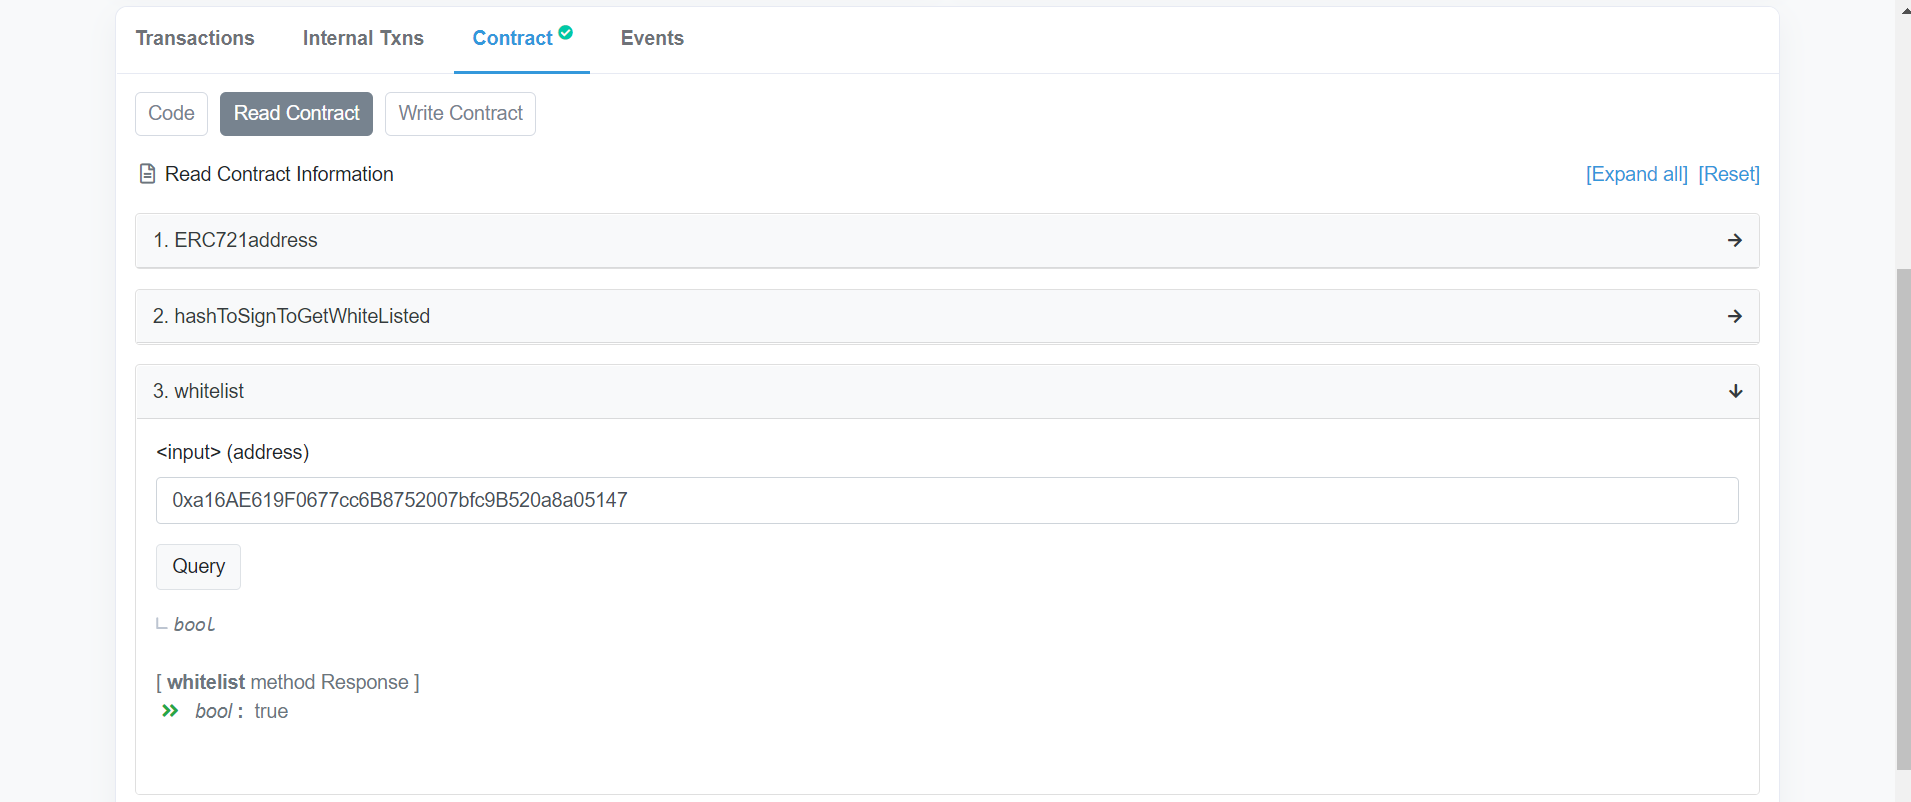 Transactions Internal Txns Contract Events
Code Read Contract Write Contract
Read Contract Information [Expand all] [Reset]
1. ERC721address
2. hashToSignToGetWhiteListed
3. whitelist
<input> (address)
0xa16AE619F0677cc6B8752007bfc9B520a8a05147
Query
bool
[ whitelist method Response ]
bool : true